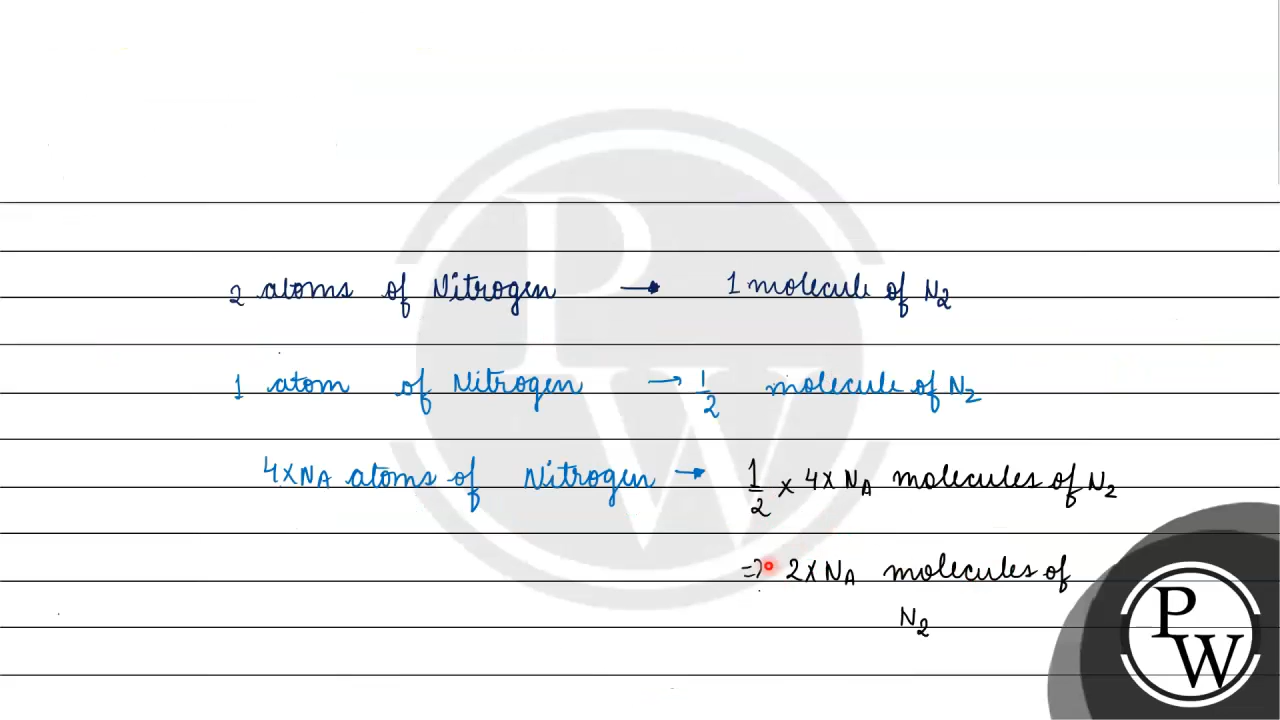 2 atoms of Nitrogen → 1 molecule of N₂
1 atom of Nitrogen → 1/2 molecule of N₂
4×NA atoms of Nitrogen → 1/2 × 4×NA molecules of N₂
⇒ 2×NA molecules of
N₂
P
W
P
W